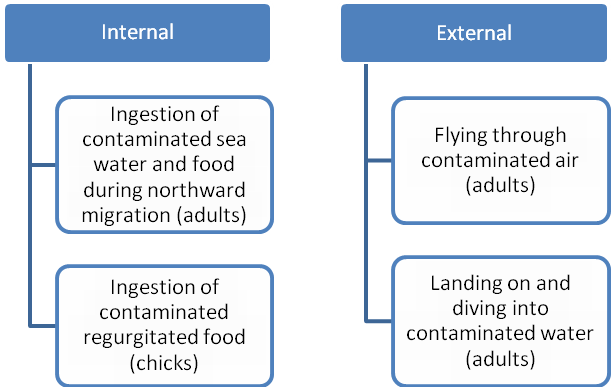 Internal
Ingestion of
contaminated sea
water and food
during northward
migration (adults)
Ingestion of
contaminated
regurgitated food
(chicks)
External
Flying through
contaminated air
(adults)
Landing on and
diving into
contaminated water
(adults)